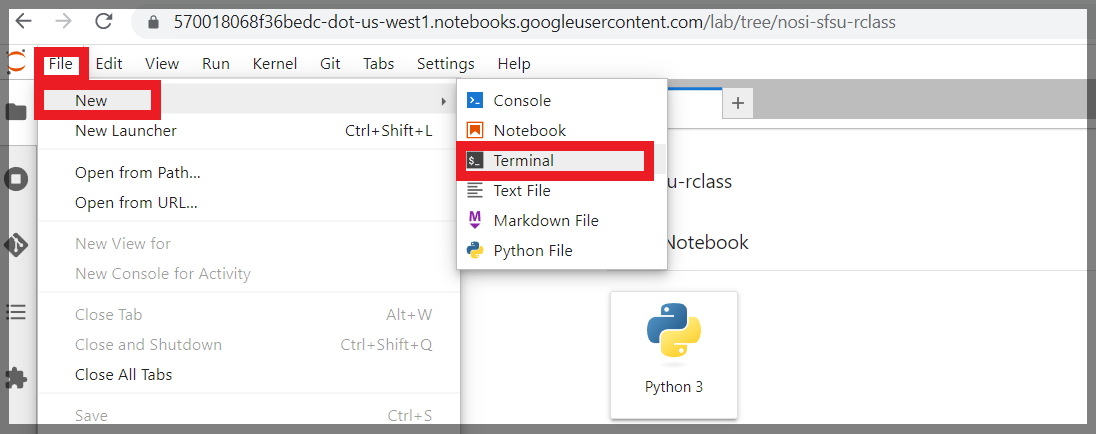 570018068f36bedc-dot-us-west1.notebooks.googleusercontent.com/lab/tree/nosi-sfsu-rclass
File Edit View Run Kernel Git Tabs Settings Help
New
New Launcher Ctrl+Shift+L
Open from Path...
Open from URL...
New View for
New Console for Activity
Close Tab Alt+W
Close and Shutdown Ctrl+Shift+Q
Close All Tabs
Save Ctrl+S
Console
Notebook
$_ Terminal
Text File
M Markdown File
Python File
+
su-rclass
Notebook
Python 3